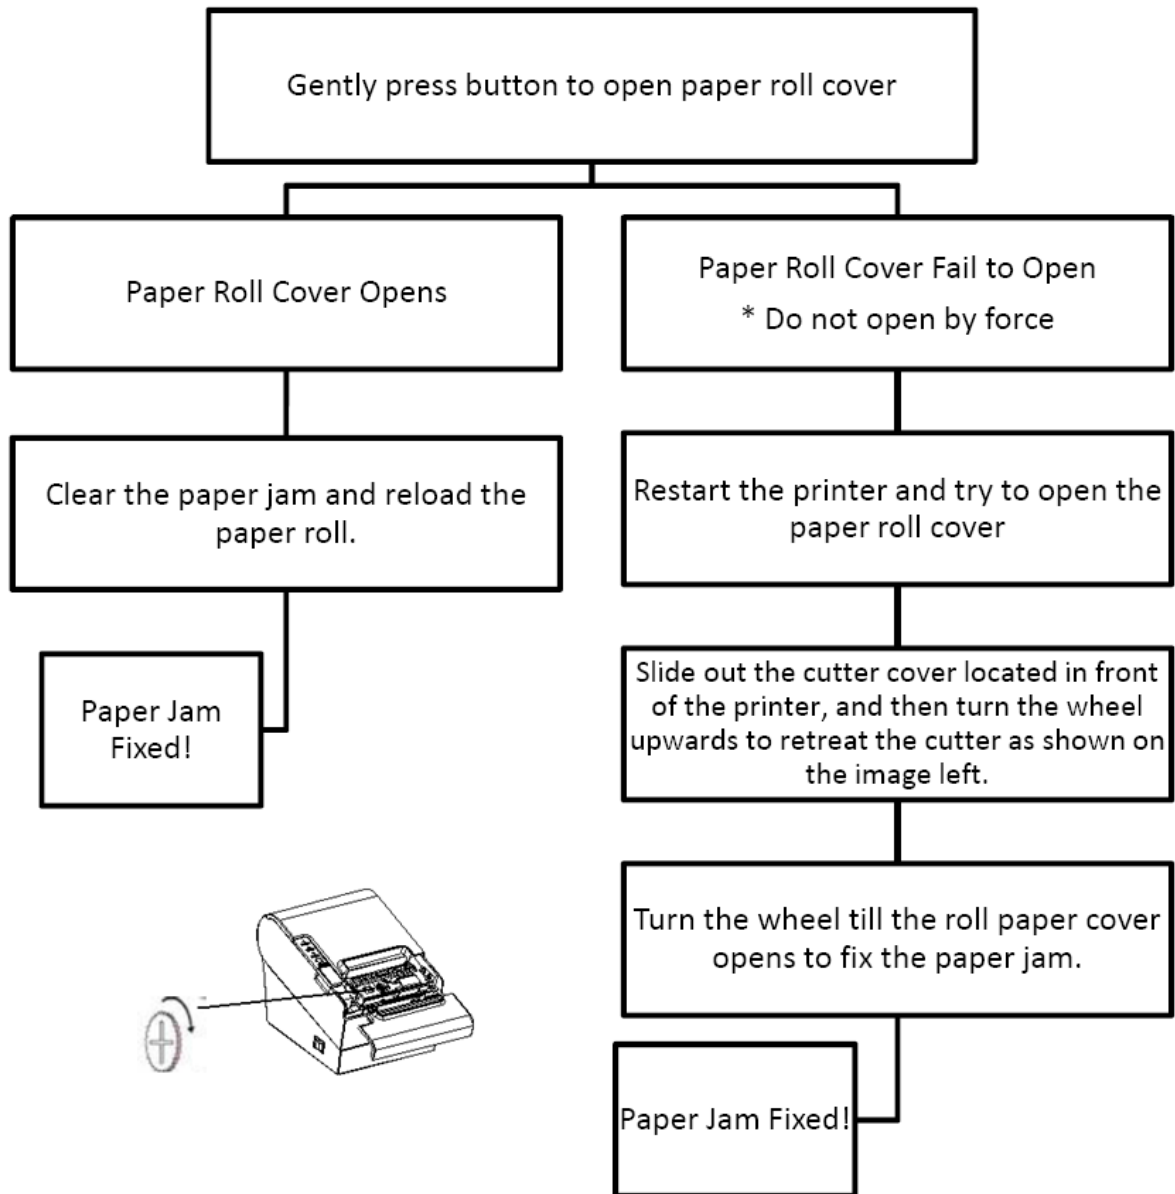 Gently press button to open paper roll cover
Paper Roll Cover Opens
Clear the paper jam and reload the
paper roll.
Paper Jam
Fixed!
Paper Roll Cover Fail to Open
* Do not open by force
Restart the printer and try to open the
paper roll cover
Slide out the cutter cover located in front
of the printer, and then turn the wheel
upwards to retreat the cutter as shown on
the image left.
Turn the wheel till the roll paper cover
opens to fix the paper jam.
Paper Jam Fixed!